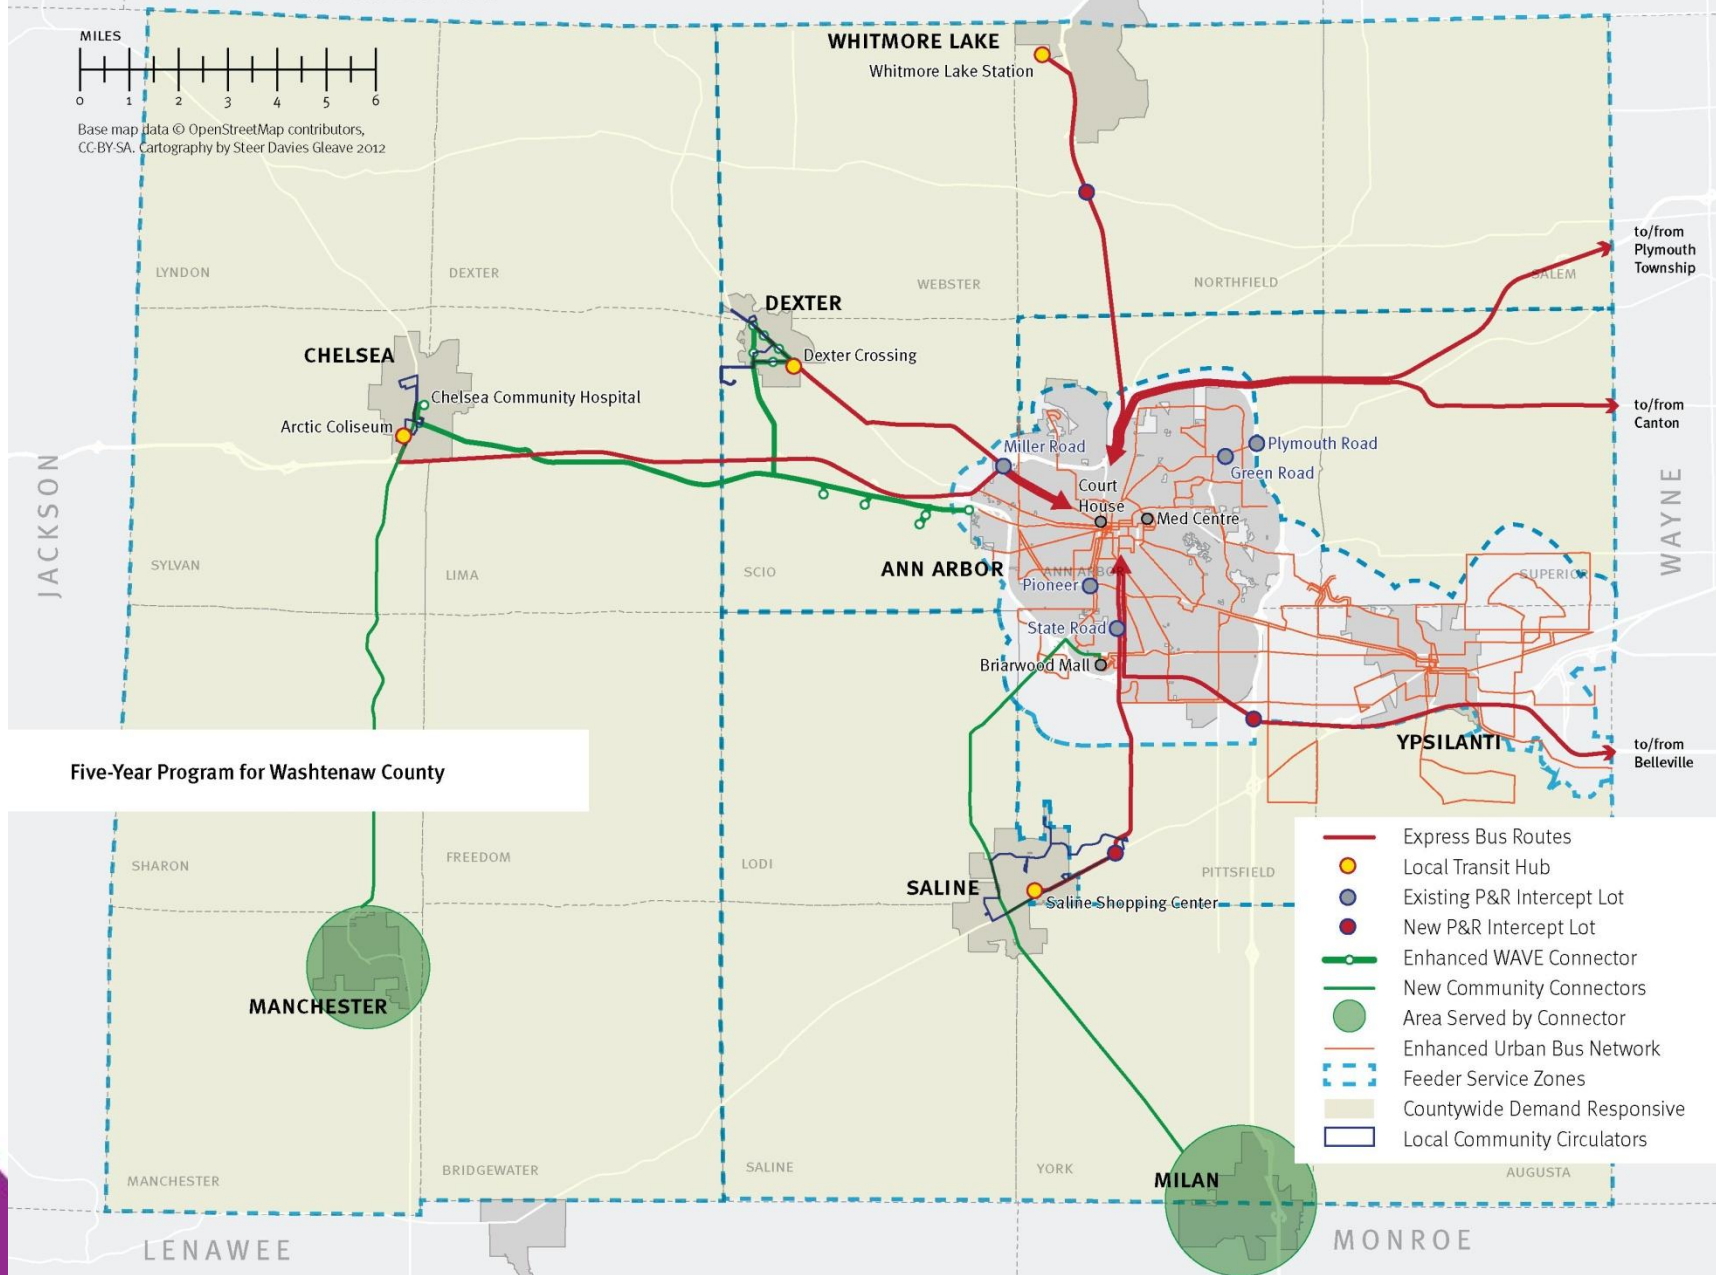 MILES
0 1 2 3 4 5 6
Base map data © OpenStreetMap contributors,
CC-BY-SA. Cartography by Steer Davies Gleave 2012
WHITMORE LAKE
Whitmore Lake Station
to/from
Plymouth
Township
LYNDON
DEXTER
WEBSTER
NORTHFIELD
SALEM
DEXTER
Dexter Crossing
CHELSEA
Chelsea Community Hospital
Arctic Coliseum
to/from
Canton
Miller Road
Plymouth Road
Green Road
Court
House
Med Centre
JACKSON
WAYNE
SYLVAN
LIMA
SCIO
ANN ARBOR
ANN ARBOR
SUPERIOR
Pioneer
State Road
Briarwood Mall
YPSILANTI
to/from
Belleville
Five-Year Program for Washtenaw County
SHARON
FREEDOM
LODI
PITTSFIELD
SALINE
Saline Shopping Center
MANCHESTER
Express Bus Routes
Local Transit Hub
Existing P&R Intercept Lot
New P&R Intercept Lot
Enhanced WAVE Connector
New Community Connectors
Area Served by Connector
Enhanced Urban Bus Network
Feeder Service Zones
Countywide Demand Responsive
Local Community Circulators
MANCHESTER
BRIDGEWATER
SALINE
YORK
MILAN
AUGUSTA
LENAWEE
MONROE